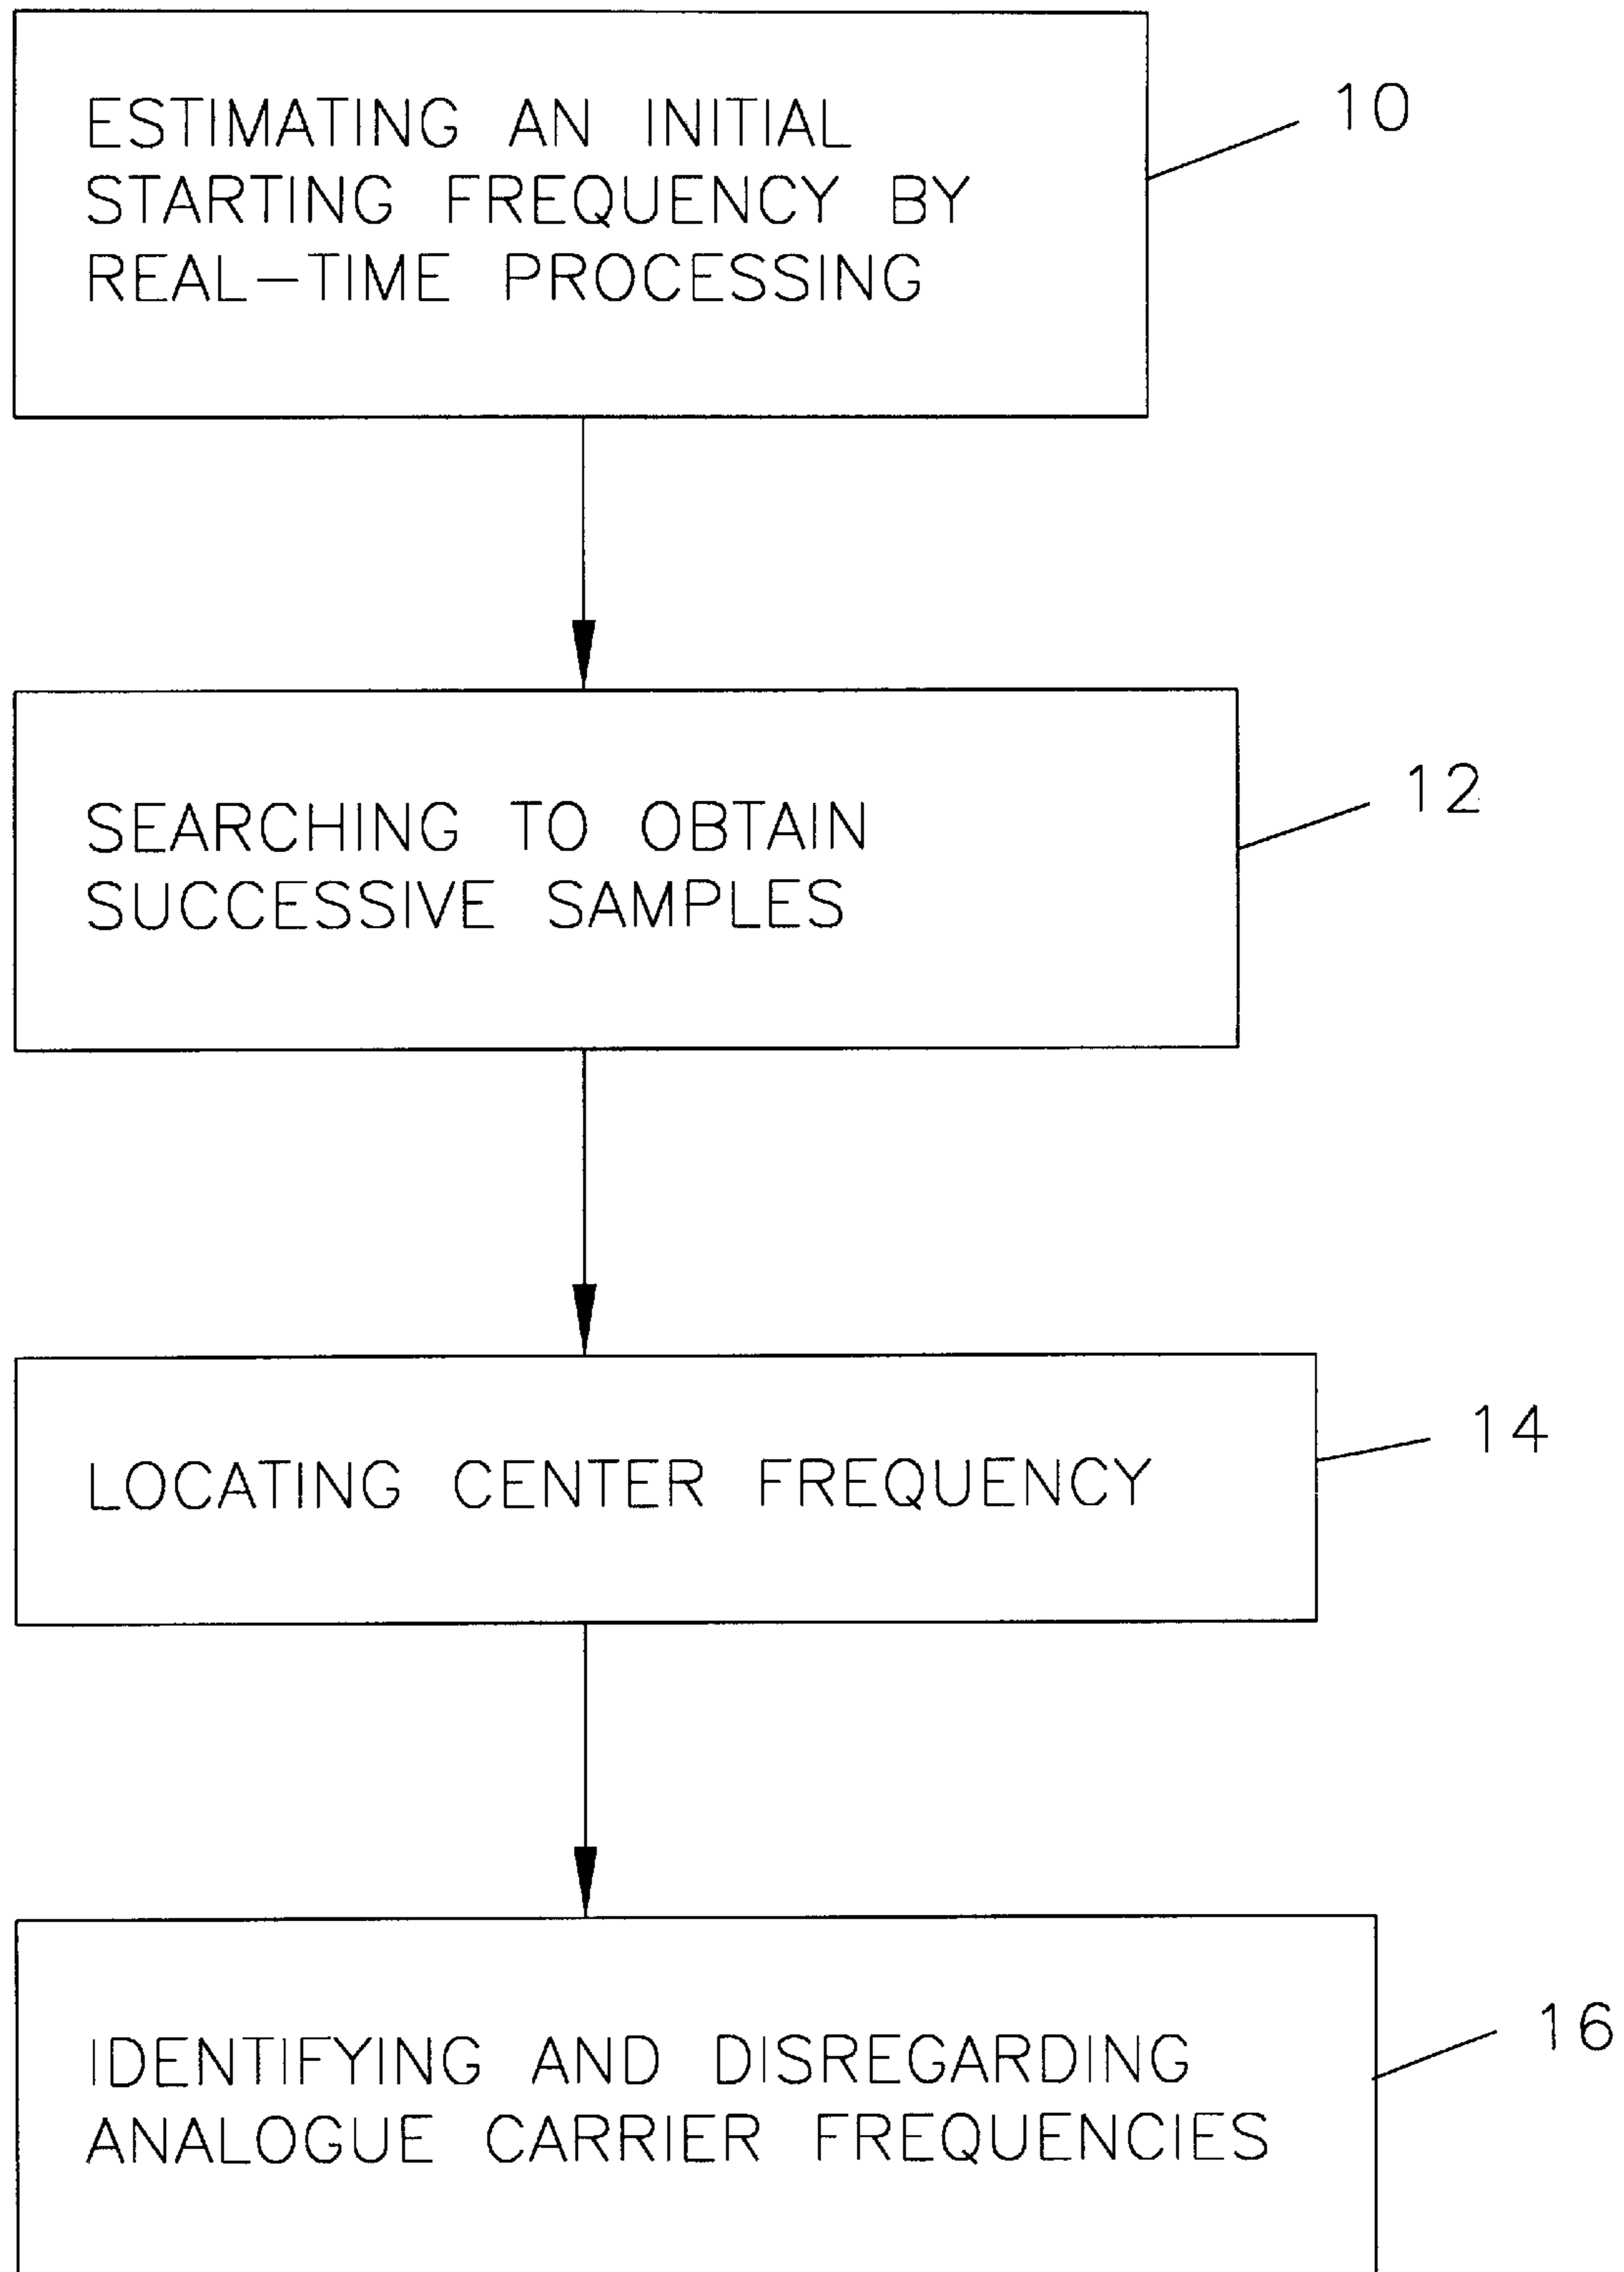 ESTIMATING AN INITIAL
STARTING FREQUENCY BY
REAL-TIME PROCESSING
10
SEARCHING TO OBTAIN
SUCCESSIVE SAMPLES
12
LOCATING CENTER FREQUENCY
14
IDENTIFYING AND DISREGARDING
ANALOGUE CARRIER FREQUENCIES
16